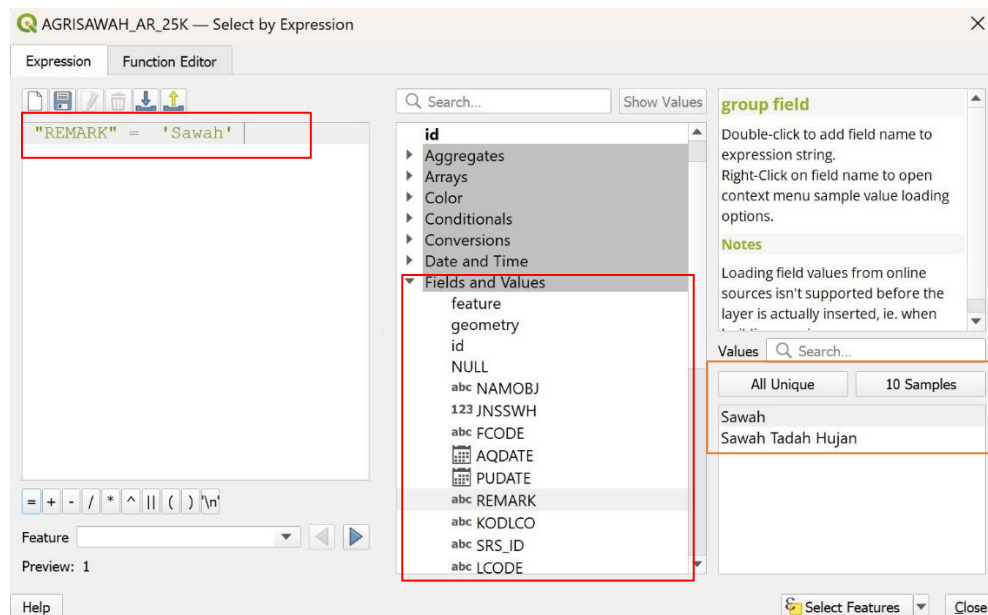 AGRISAWAH_AR_25K — Select by Expression
Expression
Function Editor
"REMARK" = 'Sawah'
= + - / * ^ || ( ) '\n'
Feature
Preview: 1
Help
Search...
Show Values
id
Aggregates
Arrays
Color
Conditionals
Conversions
Date and Time
Fields and Values
feature
geometry
id
NULL
abc NAMOBJ
123 JNSSWH
abc FCODE
AQDATE
PUDATE
abc REMARK
abc KODLCO
abc SRS_ID
abc LCODE
group field
Double-click to add field name to
expression string.
Right-Click on field name to open
context menu sample value loading
options.
Notes
Loading field values from online
sources isn't supported before the
layer is actually inserted, ie. when
Values
Search...
All Unique
10 Samples
Sawah
Sawah Tadah Hujan
Select Features
Close